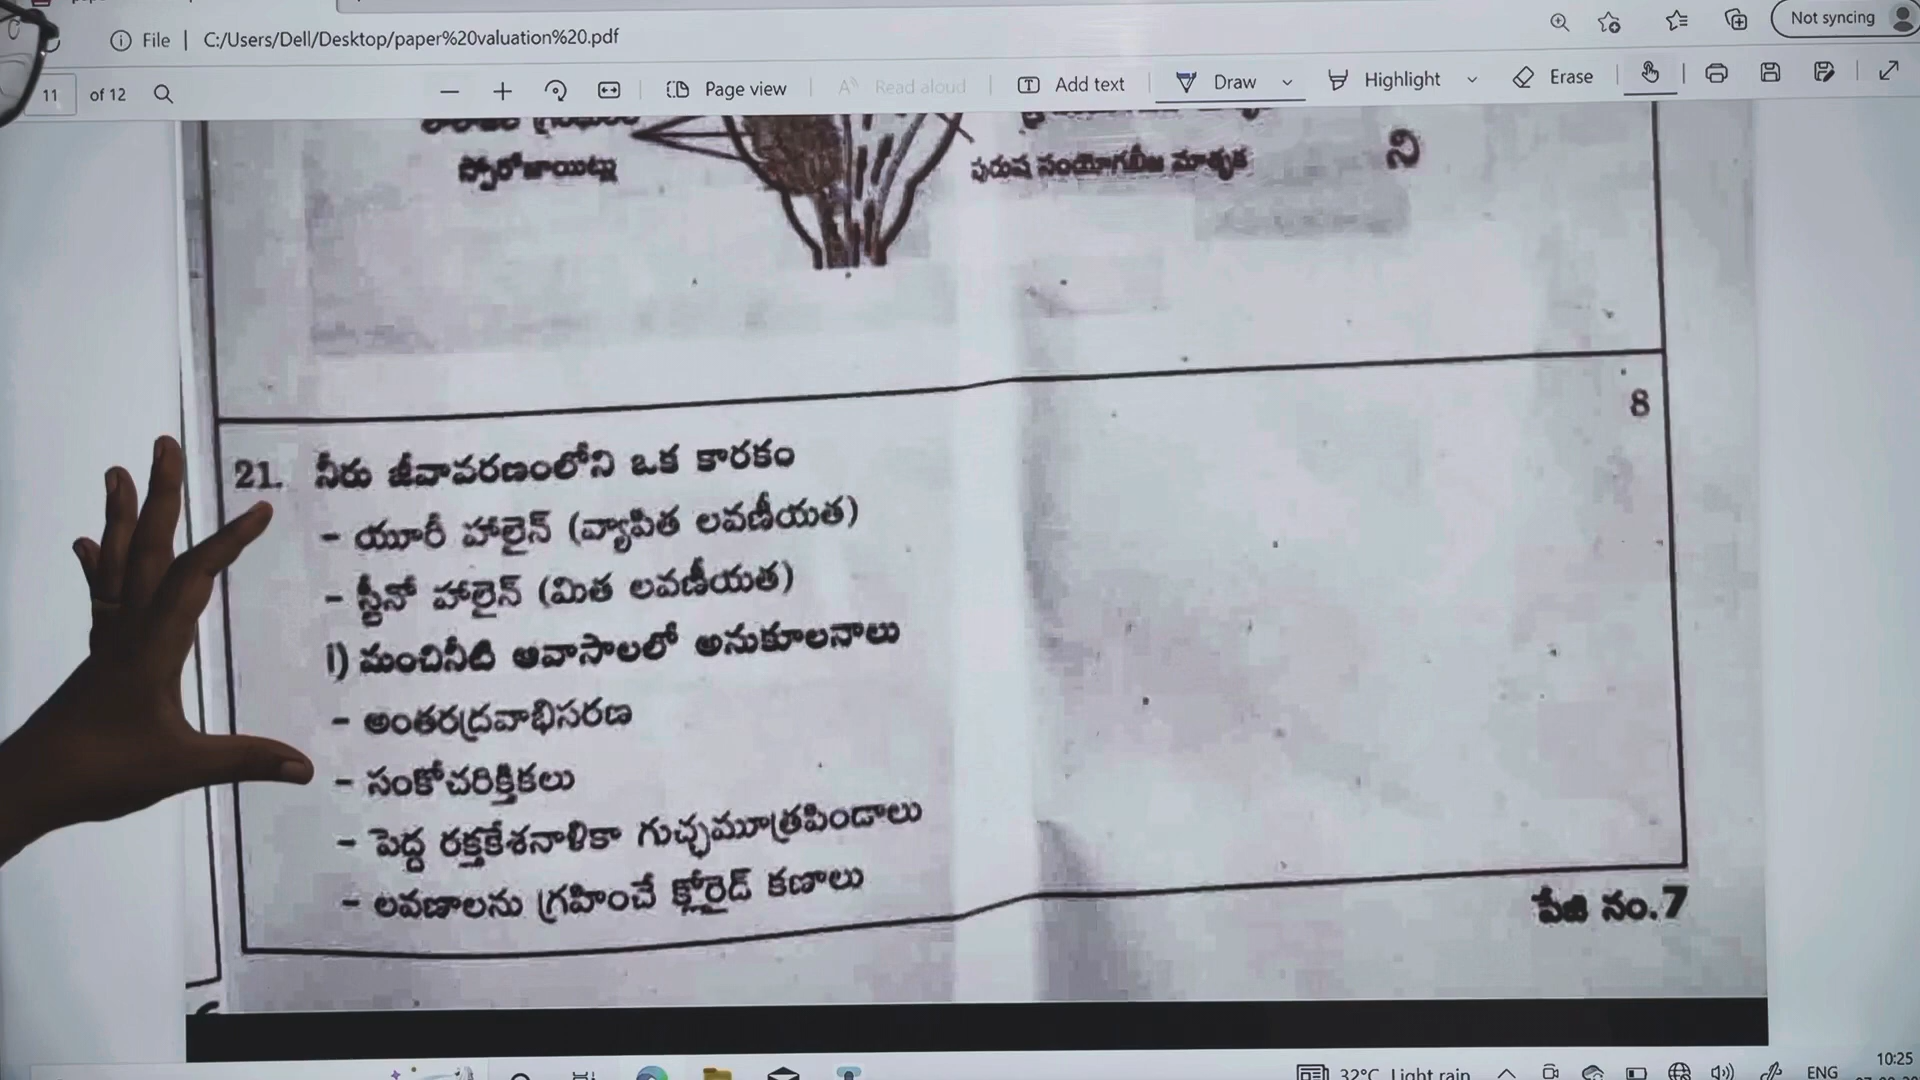 File | C:/Users/Dell/Desktop/paper%20valuation%20.pdf
Not syncing
11 of 12
Page view
Read aloud
Add text
Draw
Highlight
Erase
స్పోరోజాయిట్లు
పురుష సంయోగబీజ మాతృక
ని
8
21. నీరు జీవావరణంలోని ఒక కారకం
- యూరీ హాలైన్ (వ్యాపిత లవణీయత)
- స్టీనో హాలైన్ (మిత లవణీయత)
I) మంచినీటి ఆవాసాలలో అనుకూలనాలు
- అంతరద్రవాభిసరణ
- సంకోచరిక్తికలు
- పెద్ద రక్తకేశనాళికా గుచ్ఛమూత్రపిండాలు
- లవణాలను గ్రహించే క్లోరైడ్ కణాలు
పేజి నం.7
32°C Light rain
ENG
10:25